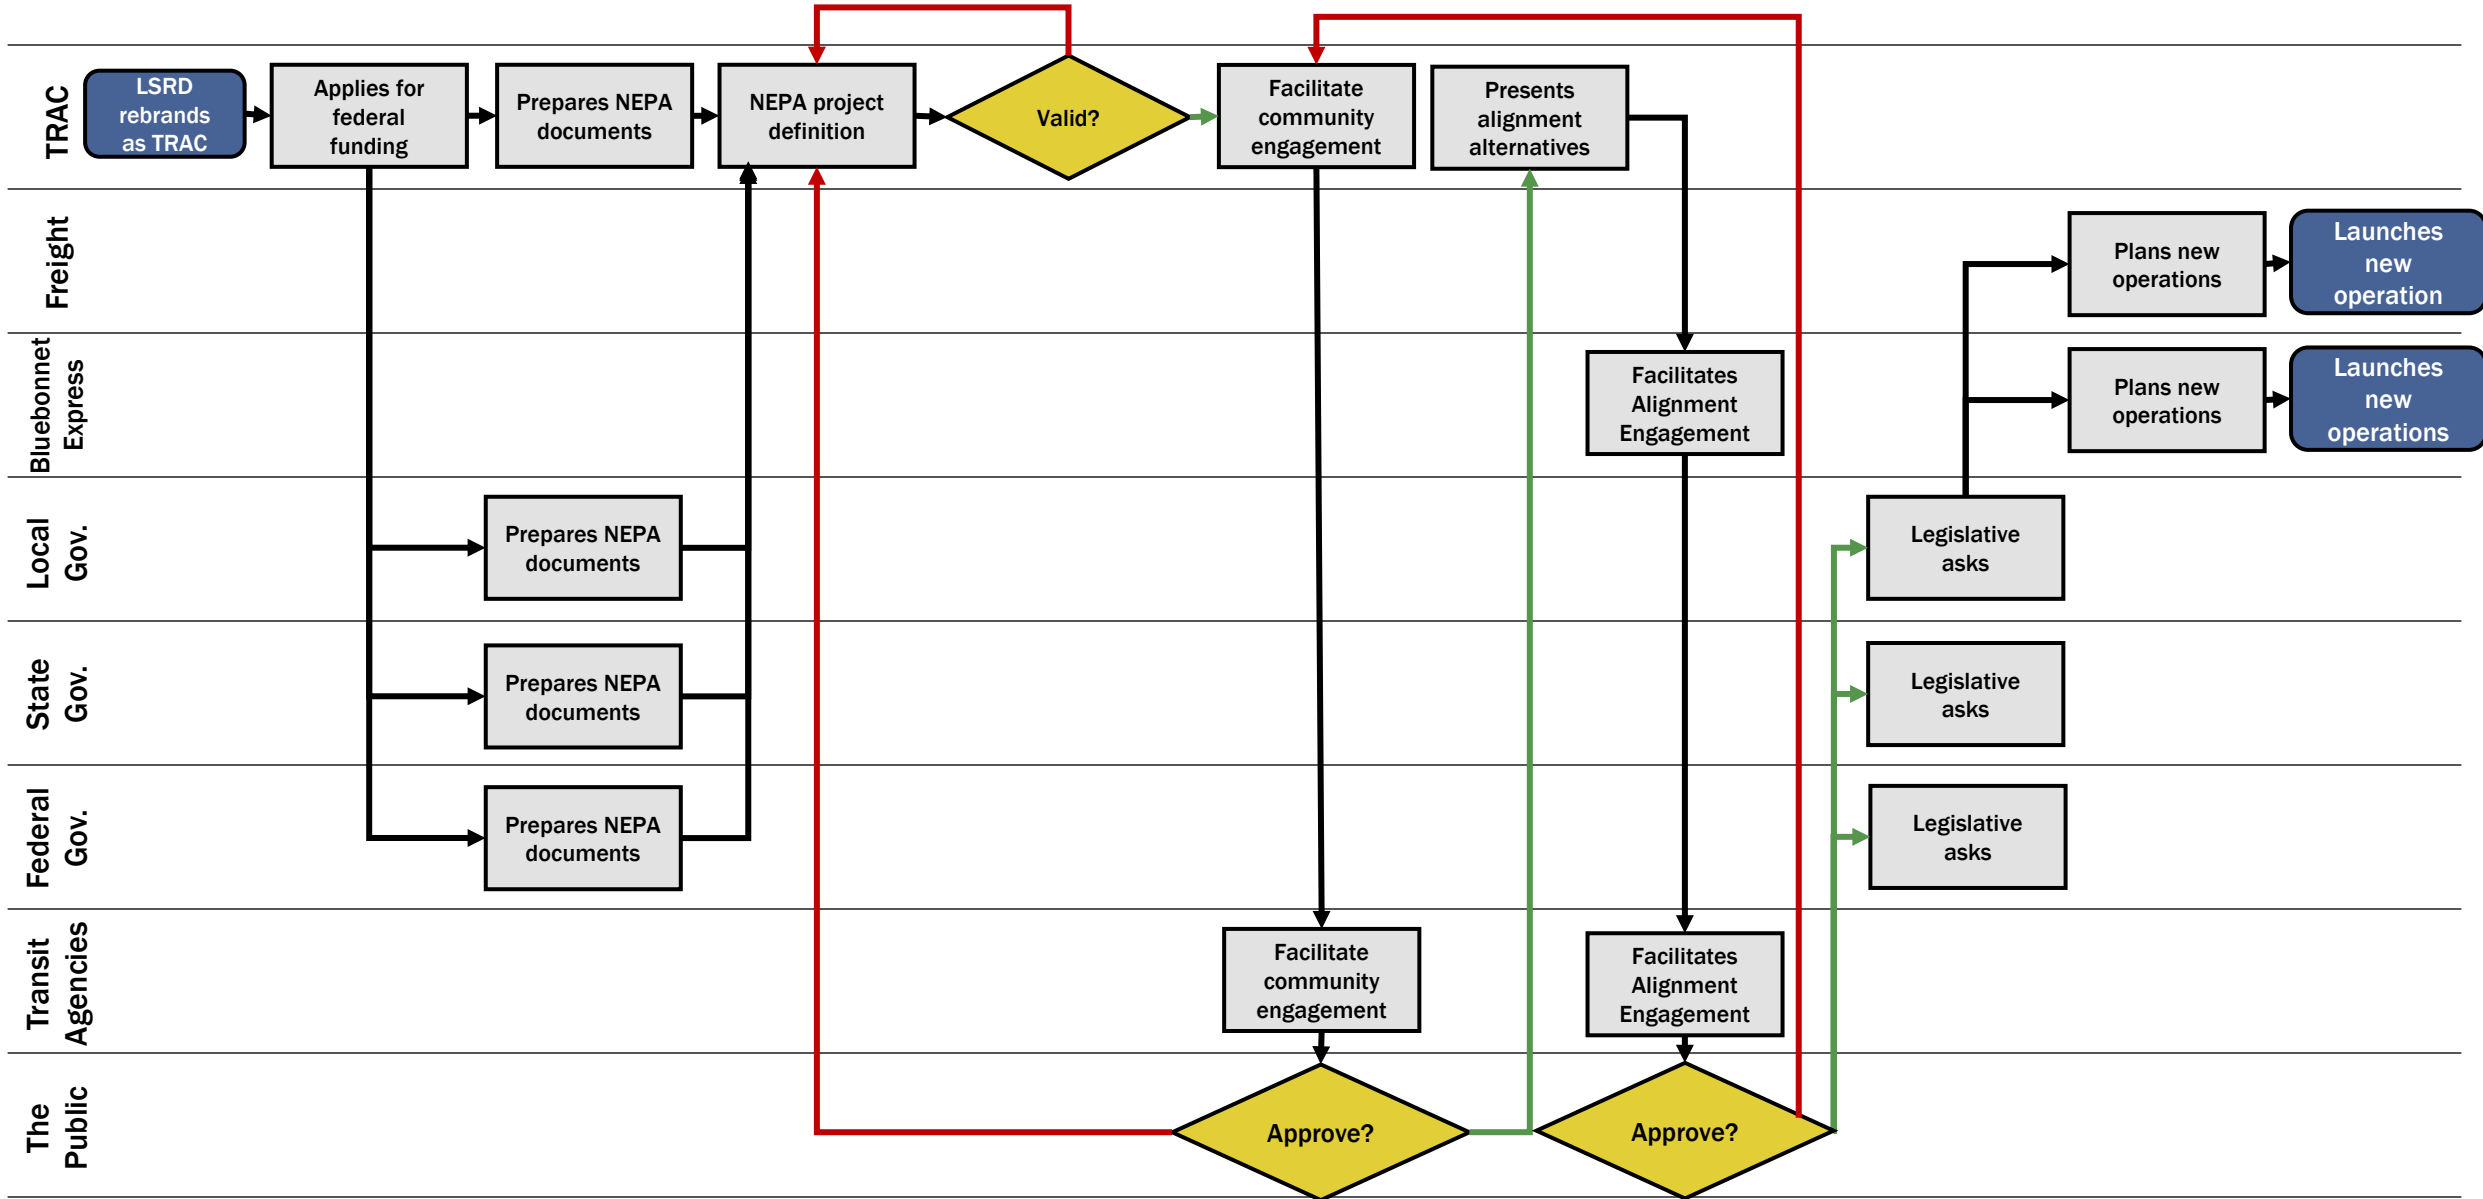 TRAC
LSRD
rebrands
as TRAC
Applies for
federal
funding
Prepares NEPA
documents
NEPA project
definition
Valid?
Facilitate
community
engagement
Presents
alignment
alternatives
Freight
Plans new
operations
Launches
new
operation
Bluebonnet
Express
Facilitates
Alignment
Engagement
Plans new
operations
Launches
new
operations
Local
Gov.
Prepares NEPA
documents
Legislative
asks
State
Gov.
Prepares NEPA
documents
Legislative
asks
Federal
Gov.
Prepares NEPA
documents
Legislative
asks
Transit
Agencies
Facilitate
community
engagement
Facilitates
Alignment
Engagement
The
Public
Approve?
Approve?